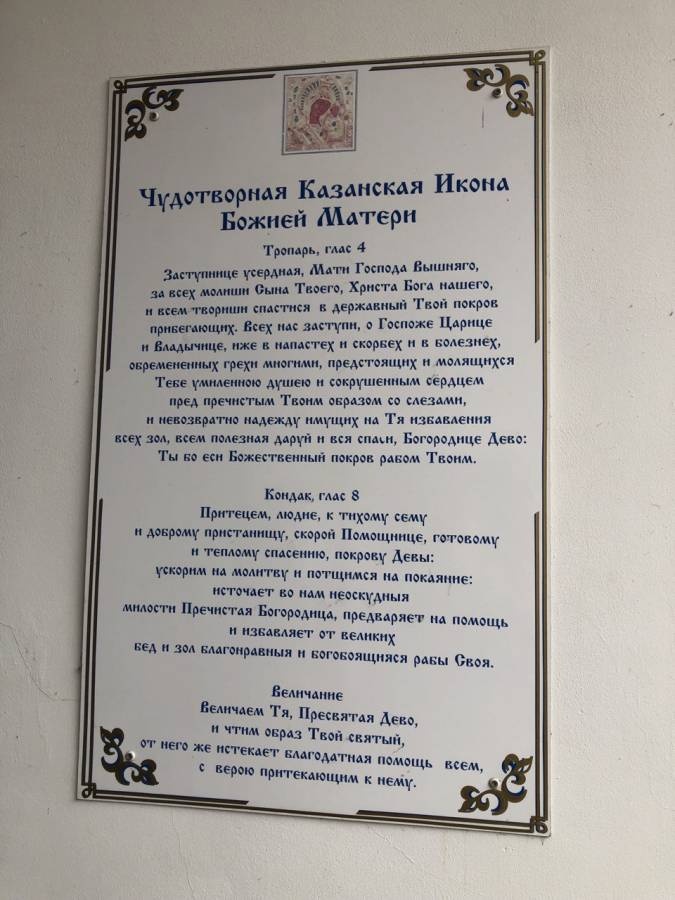 Чудотворная Казанская Икона
Божией Матери
Тропарь, глас 4
Заступнице усердная, Мати Господа Вышняго,
за всех молиши Сына Твоего, Христа Бога нашего,
и всем твориши спастися в державный Твой покров
прибегающих. Всех нас заступи, о Госпоже Царице
и Владычице, иже в напастех и скорбех и в болезнех,
обремененных грехи многими, предстоящих и молящихся
Тебе умиленною душею и сокрушенным сердцем
пред пречистым Твоим образом со слезами,
и невозвратно надежду имущих на Тя избавления
всех зол, всем полезная даруй и вся спаси, Богородице Дево:
Ты бо еси Божественный покров рабом Твоим.
Кондак, глас 8
Притецем, людие, к тихому сему
и доброму пристанищу, скорой Помощнице, готовому
и теплому спасению, покрову Девы:
ускорим на молитву и потщимся на покаяние:
источает во нам неоскудныя
милости Пречистая Богородица, предваряет на помощь
и избавляет от великих
бед и зол благонравныя и богобоящияся рабы Своя.
Величание
Величаем Тя, Пресвятая Дево,
и чтим образ Твой святый,
от него же истекает благодатная помощь всем,
с верою притекающим к нему.